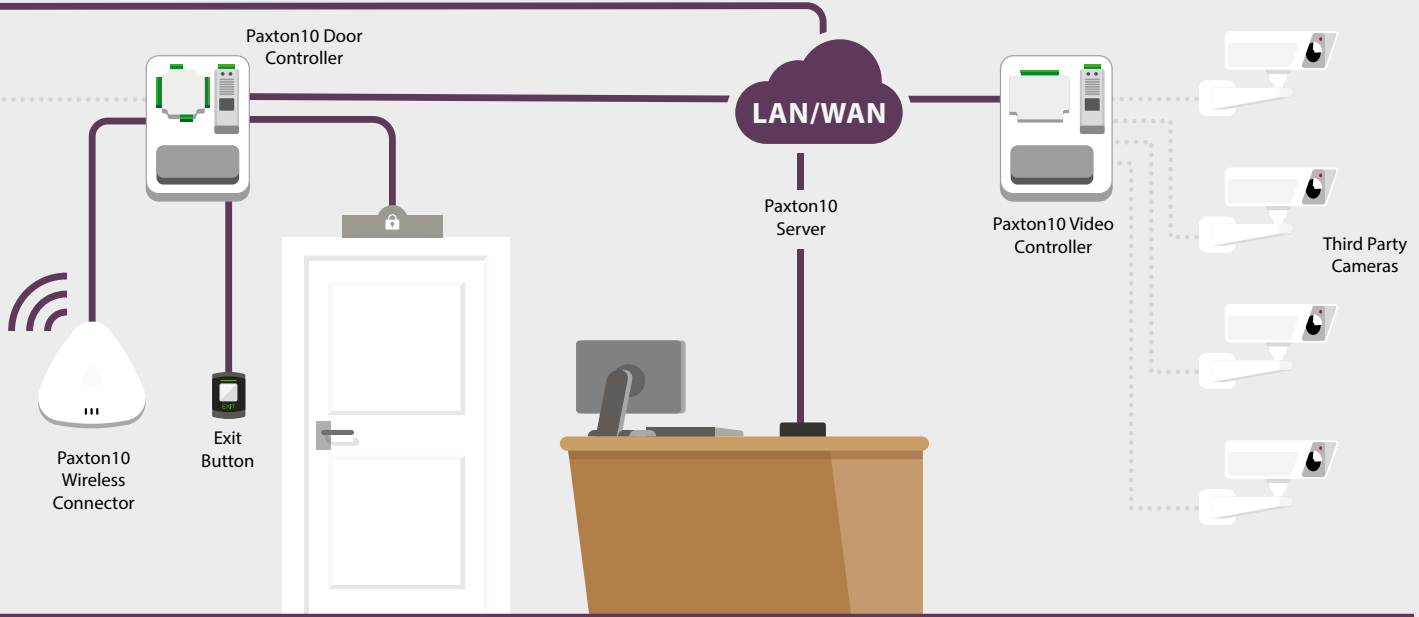 Paxton10 Door
Controller
LAN/WAN
Paxton10
Server
Paxton10 Video
Controller
Third Party
Cameras
EXIT
Exit
Button
Paxton10
Wireless
Connector